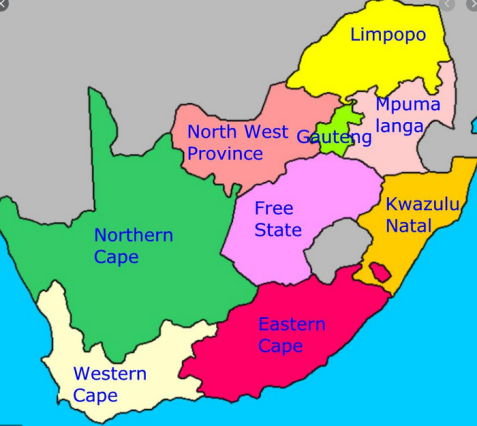 Limpopo
Mpuma
langa
North West
Province
Gauteng
Kwazulu
Natal
Free
State
Northern
Cape
Eastern
Cape
Western
Cape